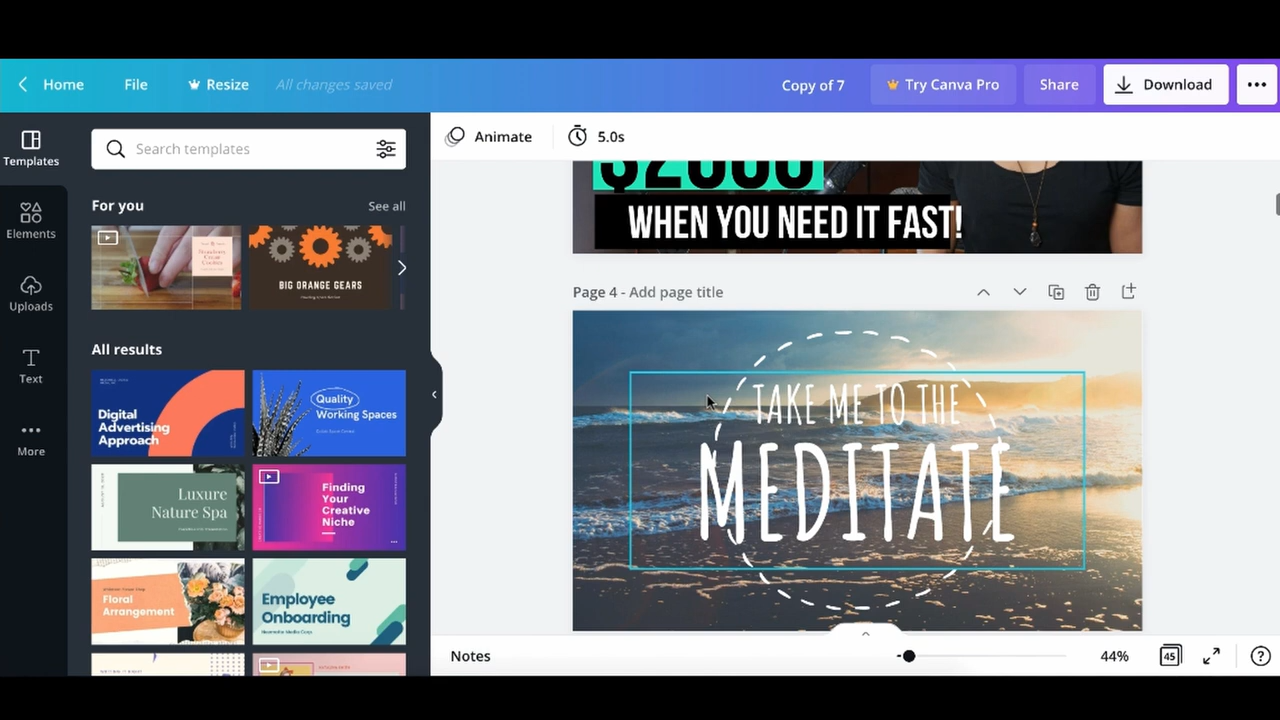 Home
File
Resize
All changes saved
Copy of 7
Try Canva Pro
Share
Download
Templates
Elements
Uploads
Text
More
Search templates
For you
See all
BIG ORANGE GEARS
All results
Digital
Advertising
Approach
Quality
Working Spaces
Luxure
Nature Spa
Finding
Your
Creative
Niche
Floral
Arrangement
Employee
Onboarding
Animate
5.0s
$2000
WHEN YOU NEED IT FAST!
Page 4 - Add page title
TAKE ME TO THE
MEDITATE
Notes
44%
45